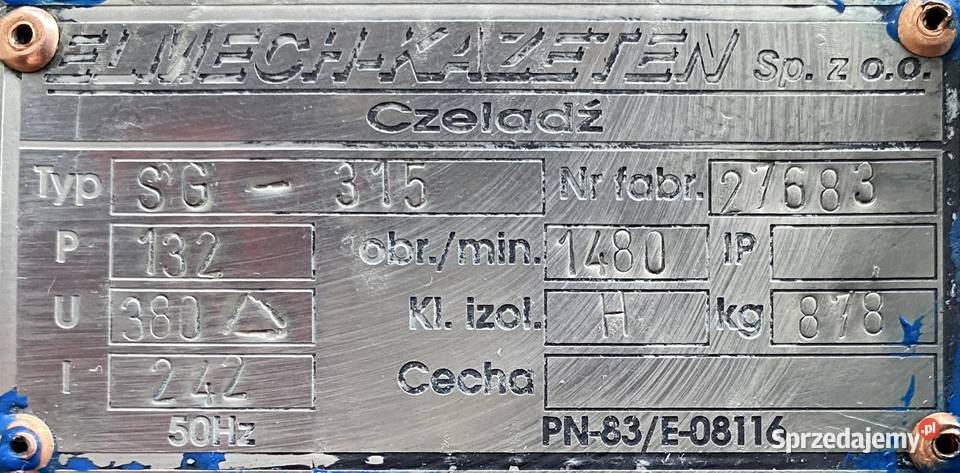 ELMECH-KAZETEN Sp. z o.o.
Czeladź
Typ SG - 315 Nr fabr. 27683
P 132 obr./min. 1480 IP
U 380 △ Kl. izol. H kg 878
I 242 Cecha
50Hz PN-83/E-08116
Sprzedajemy.pl